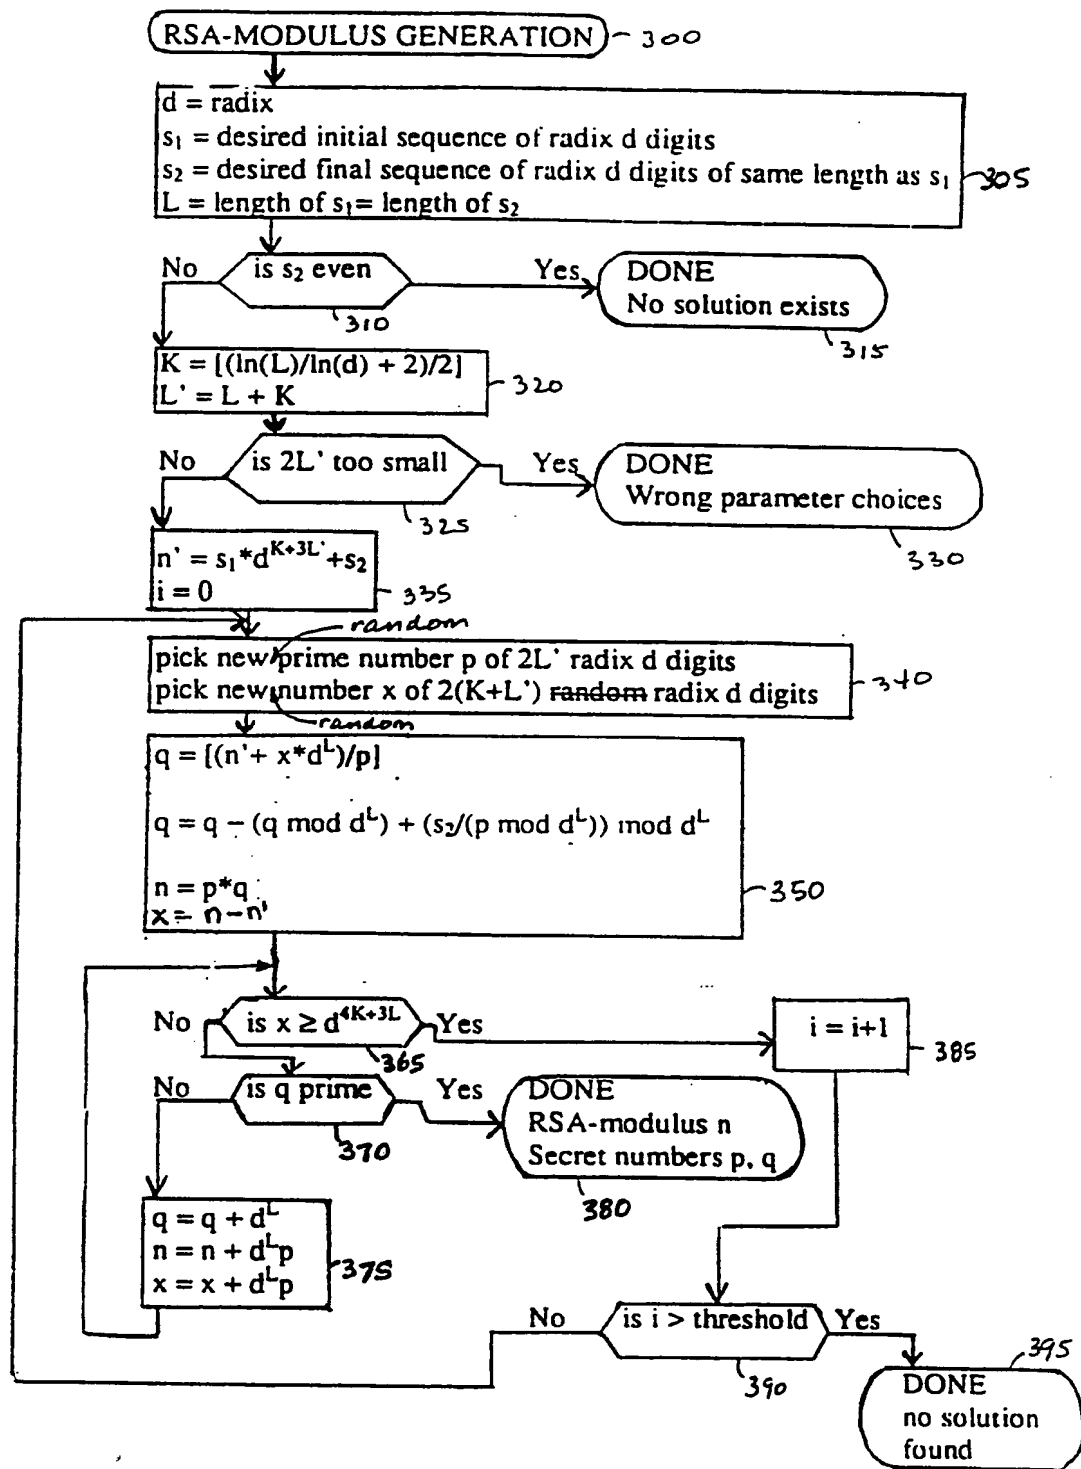 RSA-MODULUS GENERATION 300
d = radix
s₁ = desired initial sequence of radix d digits
s₂ = desired final sequence of radix d digits of same length as s₁
L = length of s₁= length of s₂
305
No is s₂ even Yes
310
DONE
No solution exists
315
K = [(ln(L)/ln(d) + 2)/2]
L' = L + K
320
No is 2L' too small Yes
325
DONE
Wrong parameter choices
330
n' = s₁*d^{K+3L'}+s₂
i = 0
335
random
pick new prime number p of 2L' radix d digits
pick new number x of 2(K+L') random radix d digits
340
random
q = [(n'+ x*d^L)/p]
q = q − (q mod d^L) + (s₂/(p mod d^L)) mod d^L
n = p*q
x = n-n'
350
No is x ≥ d^{4K+3L} Yes
365
i = i+1
385
No is q prime Yes
370
DONE
RSA-modulus n
Secret numbers p, q
380
q = q + d^L
n = n + d^L p
x = x + d^L p
375
No is i > threshold Yes
390
395
DONE
no solution
found